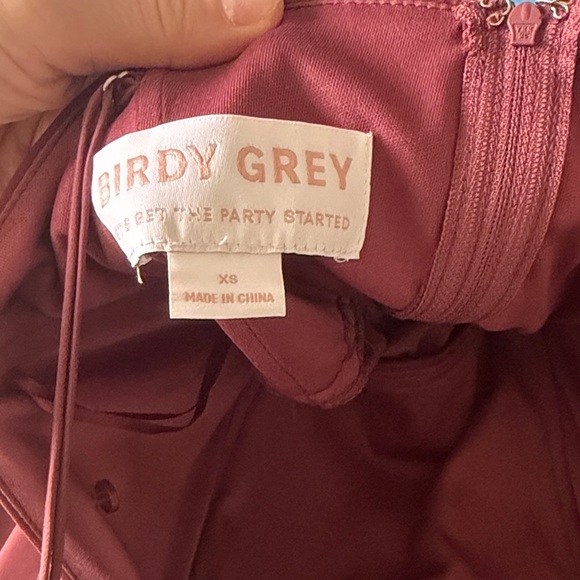 BIRDY GREY
GET THE PARTY STARTED
XS
MADE IN CHINA